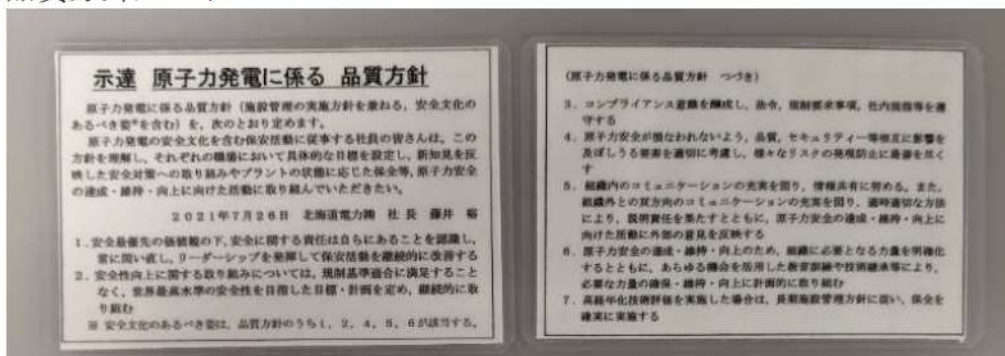 示達 原子力発電に係る 品質方針
原子力発電に係る品質方針（施設管理の実施方針を兼ねる，安全文化の
あるべき姿※を含む）を，次のとおり定めます。
原子力発電の安全文化を含む保安活動に従事する社員の皆さんは，この
方針を理解し，それぞれの職場において具体的な目標を設定し，新知見を反
映した安全対策への取り組みやプラントの状態に応じた保全等，原子力安全
の達成・維持・向上に向けた活動に取り組んでいただきたい。
2021年7月26日 北海道電力㈱ 社 長 藤井 裕
1．安全最優先の価値観の下，安全に関する責任は自らにあることを認識し，
常に問い直し，リーダーシップを発揮して保安活動を継続的に改善する
2．安全性向上に関する取り組みについては，規制基準適合に満足すること
なく，世界最高水準の安全性を目指した目標・計画を定め，継続的に取
り組む
※ 安全文化のあるべき姿は，品質方針のうち1，2，4，5，6が該当する。
（原子力発電に係る品質方針 つづき）
3．コンプライアンス意識を醸成し，法令，規制要求事項，社内規程等を遵
守する
4．原子力安全が損なわれないよう，品質，セキュリティー等相互に影響を
及ぼしうる要素を適切に考慮し，様々なリスクの発現防止に最善を尽く
す
5．組織内のコミュニケーションの充実を図り，情報共有に努める。また，
組織外との双方向のコミュニケーションの充実を図り，適時適切な方法
により，説明責任を果たすとともに，原子力安全の達成・維持・向上に
向けた活動に外部の意見を反映する
6．原子力安全の達成・維持・向上のため，組織に必要となる力量を明確化
するとともに，あらゆる機会を活用した教育訓練や技術継承等により，
必要な力量の確保・維持・向上に計画的に取り組む
7．高経年化技術評価を実施した場合は，長期施設管理方針に従い，保全を
確実に実施する